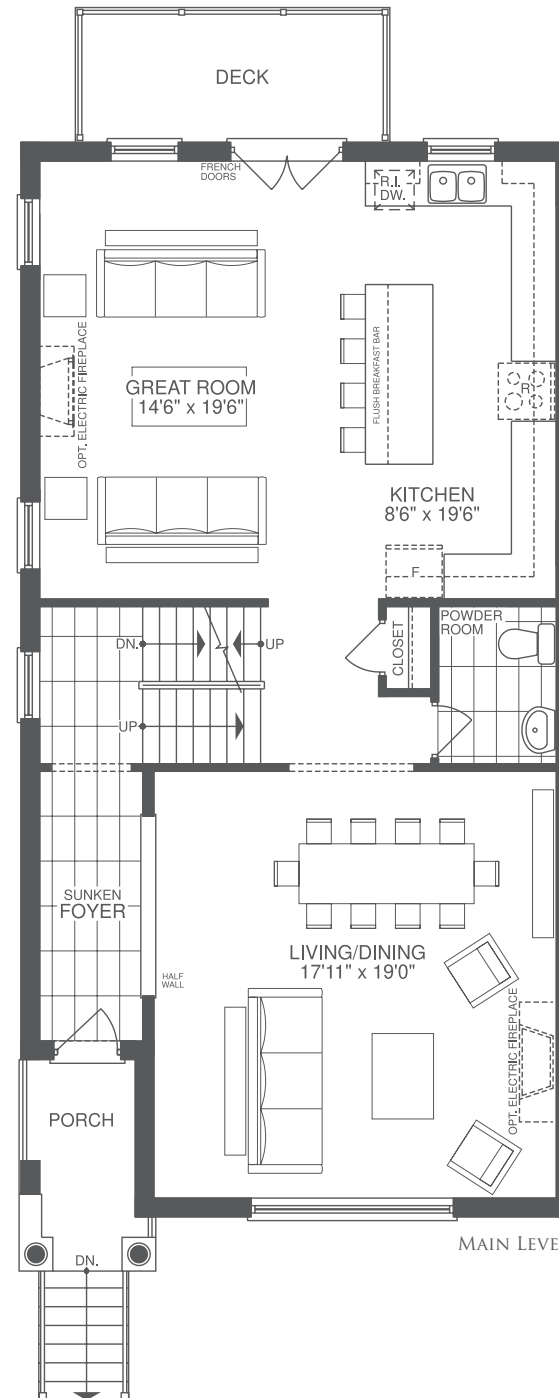 DECK
FRENCH
DOORS
R.I.
DW.
OPT. ELECTRIC FIREPLACE
GREAT ROOM
14'6" x 19'6"
FLUSH BREAKFAST BAR
R
KITCHEN
8'6" x 19'6"
F
DN.
UP
CLOSET
POWDER
ROOM
UP
SUNKEN
FOYER
HALF
WALL
LIVING/DINING
17'11" x 19'0"
OPT. ELECTRIC FIREPLACE
PORCH
DN.
MAIN LEVE